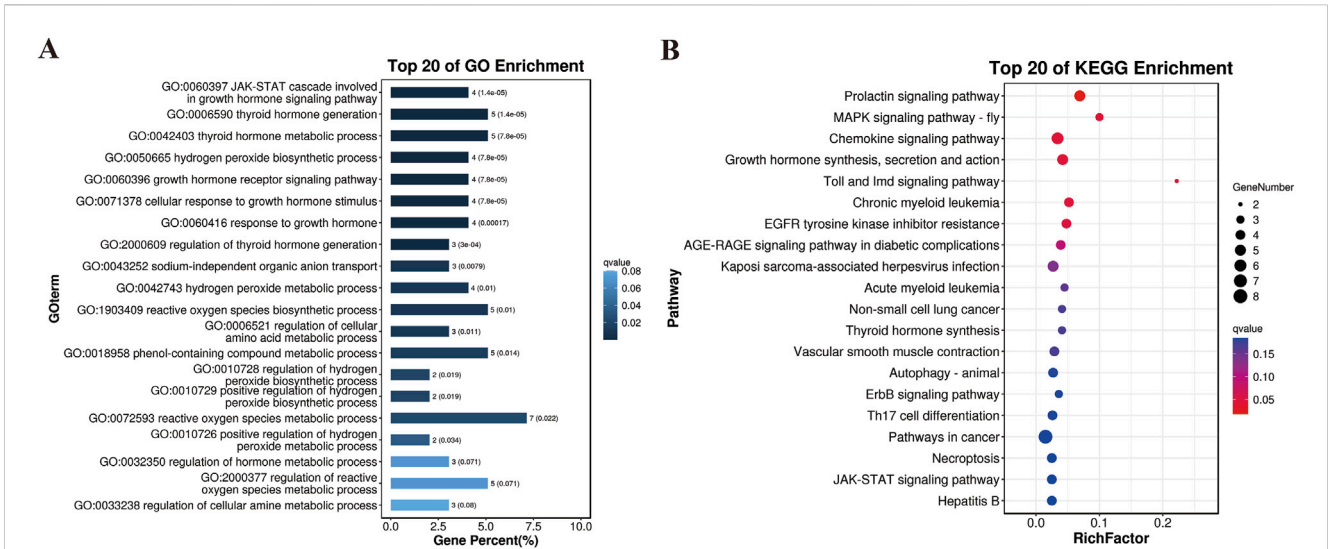 A
Top 20 of GO Enrichment
GO:0060397 JAK-STAT cascade involved
in growth hormone signaling pathway
4 (1.4e-05)
GO:0006590 thyroid hormone generation
5 (1.4e-05)
GO:0042403 thyroid hormone metabolic process
5 (7.8e-05)
GO:0050665 hydrogen peroxide biosynthetic process
4 (7.8e-05)
GO:0060396 growth hormone receptor signaling pathway
4 (7.8e-05)
GO:0071378 cellular response to growth hormone stimulus
4 (7.8e-05)
GO:0060416 response to growth hormone
4 (0.00017)
GO:2000609 regulation of thyroid hormone generation
3 (3e-04)
GO:0043252 sodium-independent organic anion transport
3 (0.0079)
GO:0042743 hydrogen peroxide metabolic process
4 (0.01)
GO:1903409 reactive oxygen species biosynthetic process
5 (0.01)
GO:0006521 regulation of cellular
amino acid metabolic process
3 (0.011)
GO:0018958 phenol-containing compound metabolic process
5 (0.014)
GO:0010728 regulation of hydrogen
peroxide biosynthetic process
2 (0.019)
GO:0010729 positive regulation of hydrogen
peroxide biosynthetic process
2 (0.019)
GO:0072593 reactive oxygen species metabolic process
7 (0.022)
GO:0010726 positive regulation of hydrogen
peroxide metabolic process
2 (0.034)
GO:0032350 regulation of hormone metabolic process
3 (0.071)
GO:2000377 regulation of reactive
oxygen species metabolic process
5 (0.071)
GO:0033238 regulation of cellular amine metabolic process
3 (0.08)
GOterm
0.0
2.5
5.0
7.5
10.0
Gene Percent(%)
qvalue
0.08
0.06
0.04
0.02
B
Top 20 of KEGG Enrichment
Prolactin signaling pathway
MAPK signaling pathway - fly
Chemokine signaling pathway
Growth hormone synthesis, secretion and action
Toll and Imd signaling pathway
Chronic myeloid leukemia
EGFR tyrosine kinase inhibitor resistance
AGE-RAGE signaling pathway in diabetic complications
Kaposi sarcoma-associated herpesvirus infection
Acute myeloid leukemia
Non-small cell lung cancer
Thyroid hormone synthesis
Vascular smooth muscle contraction
Autophagy - animal
ErbB signaling pathway
Th17 cell differentiation
Pathways in cancer
Necroptosis
JAK-STAT signaling pathway
Hepatitis B
Pathway
0.0
0.1
0.2
RichFactor
GeneNumber
2
3
4
5
6
7
8
qvalue
0.15
0.10
0.05